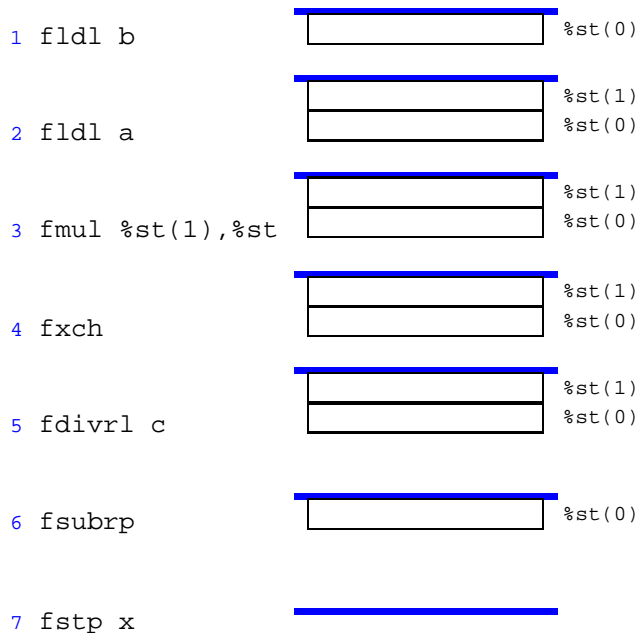 1 fldl b
%st(0)
%st(1)
2 fldl a
%st(0)
%st(1)
3 fmul %st(1),%st
%st(0)
%st(1)
4 fxch
%st(0)
%st(1)
5 fdivrl c
%st(0)
6 fsubrp
%st(0)
7 fstp x